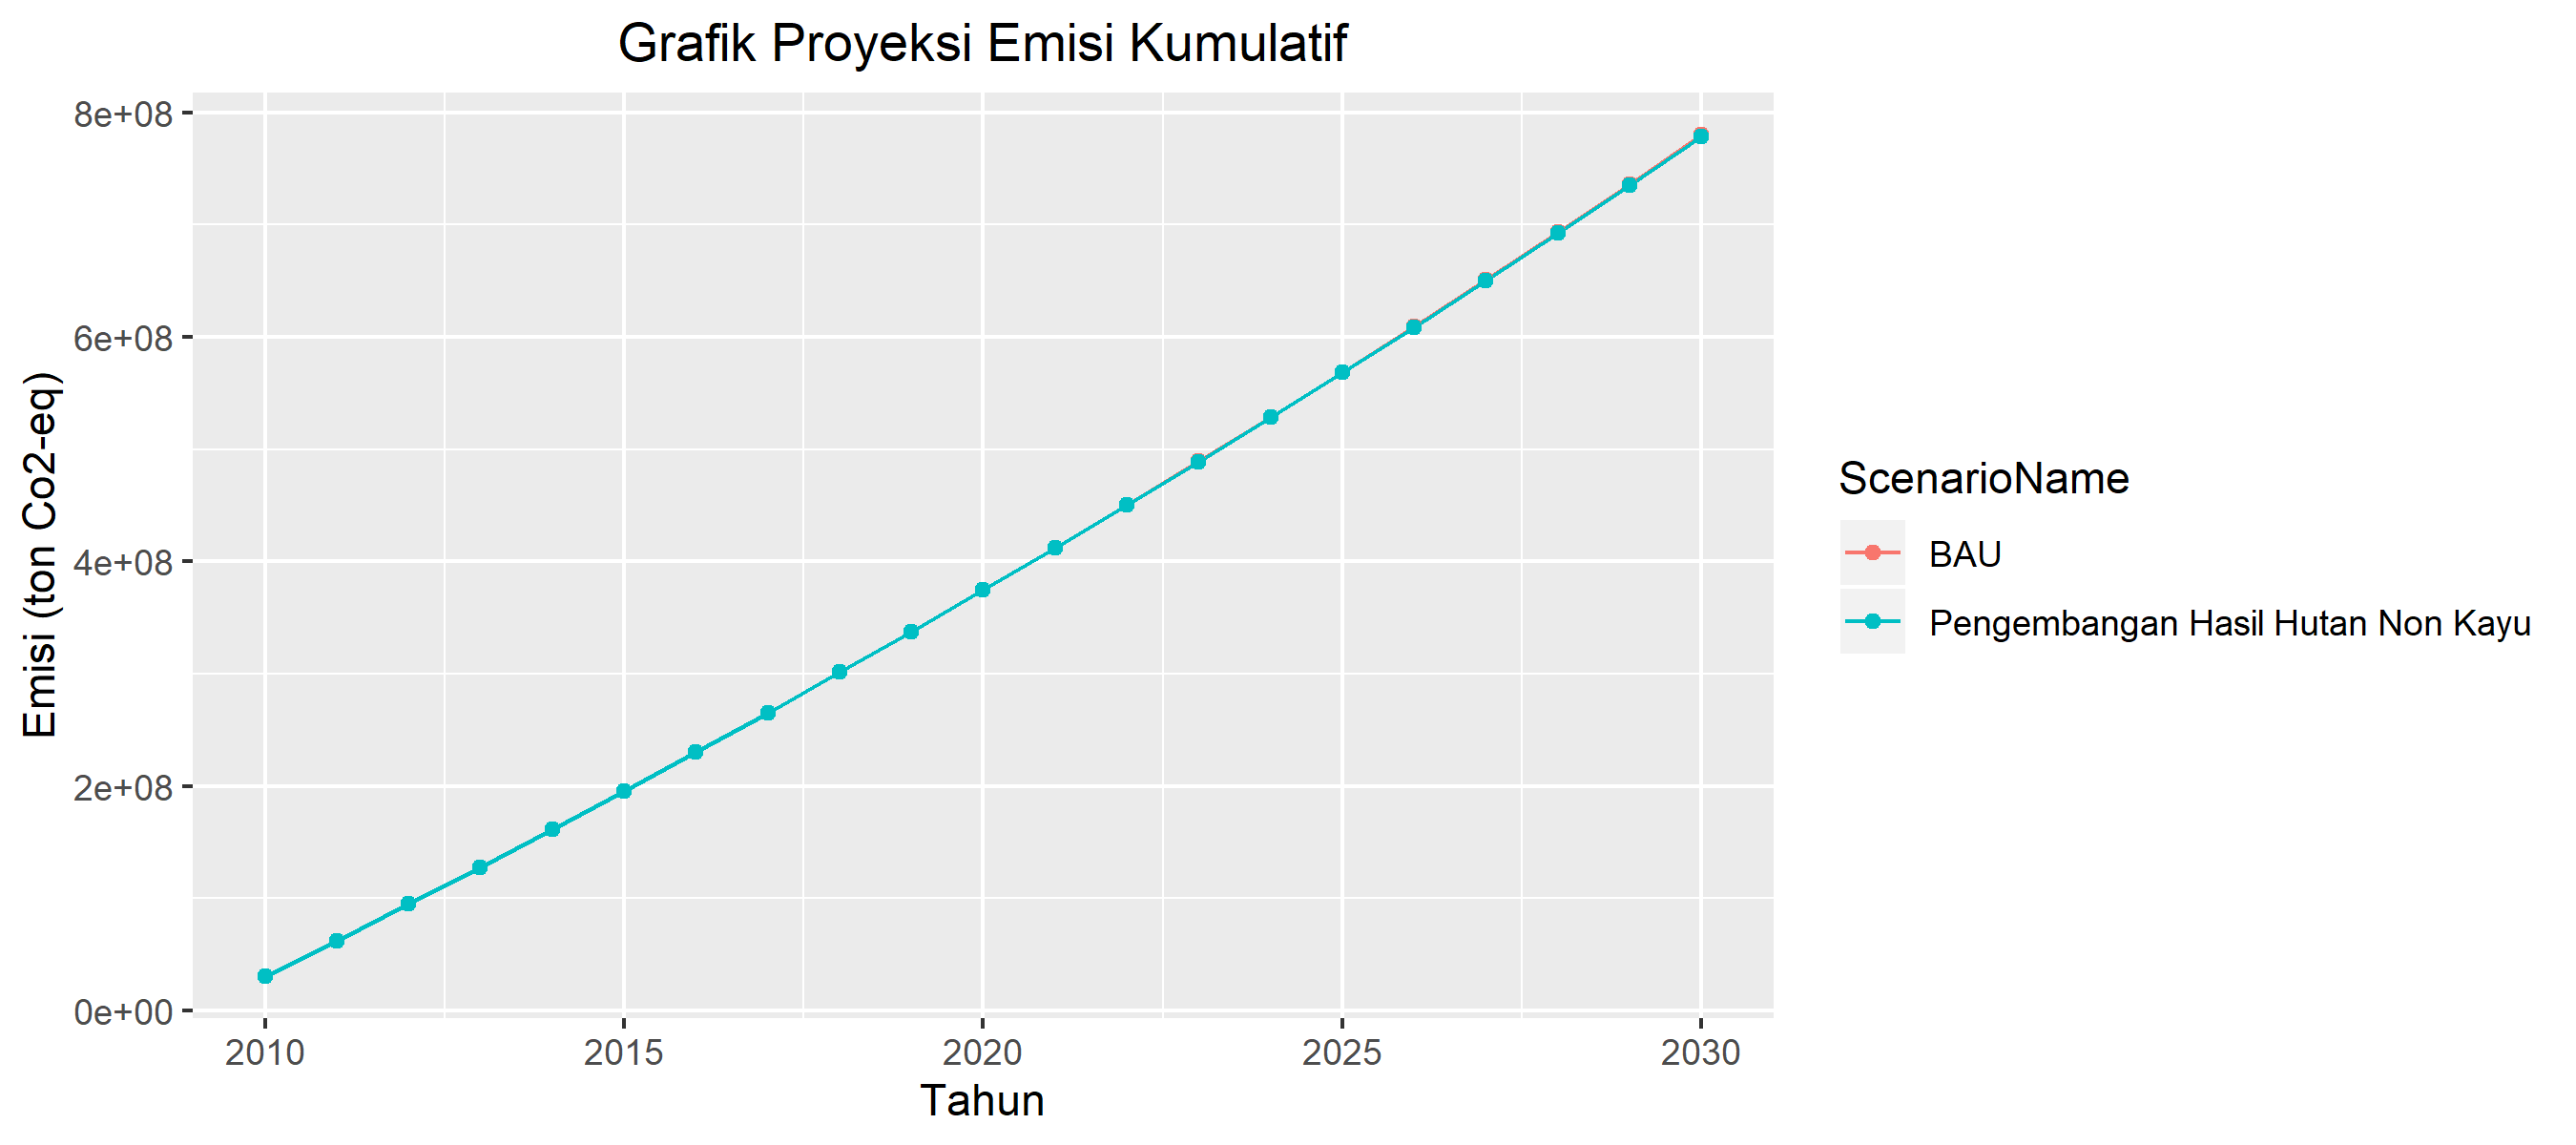 Grafik Proyeksi Emisi Kumulatif
8e+08
6e+08
4e+08
2e+08
0e+00
Emisi (ton Co2-eq)
2010
2015
2020
2025
2030
Tahun
ScenarioName
BAU
Pengembangan Hasil Hutan Non Kayu